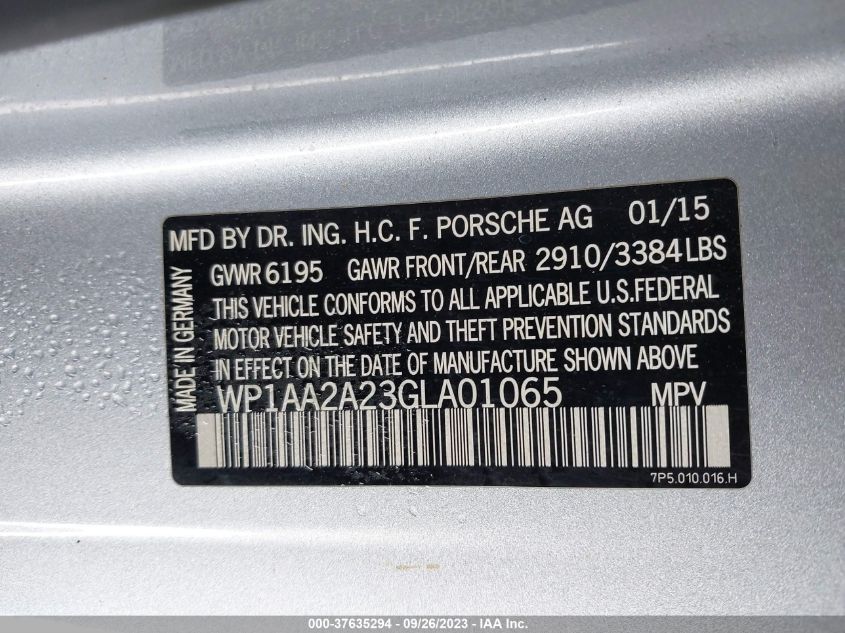 MFD BY DR. ING. H.C. F. PORSCHE AG 01/15
GVWR 6195 GAWR FRONT/REAR 2910/3384 LBS
THIS VEHICLE CONFORMS TO ALL APPLICABLE U.S.FEDERAL
MOTOR VEHICLE SAFETY AND THEFT PREVENTION STANDARDS
IN EFFECT ON THE DATE OF MANUFACTURE SHOWN ABOVE
WP1AA2A23GLA01065 MPV
MADE IN GERMANY
7P5.010.016.H
000-37635294 - 09/26/2023 - IAA Inc.